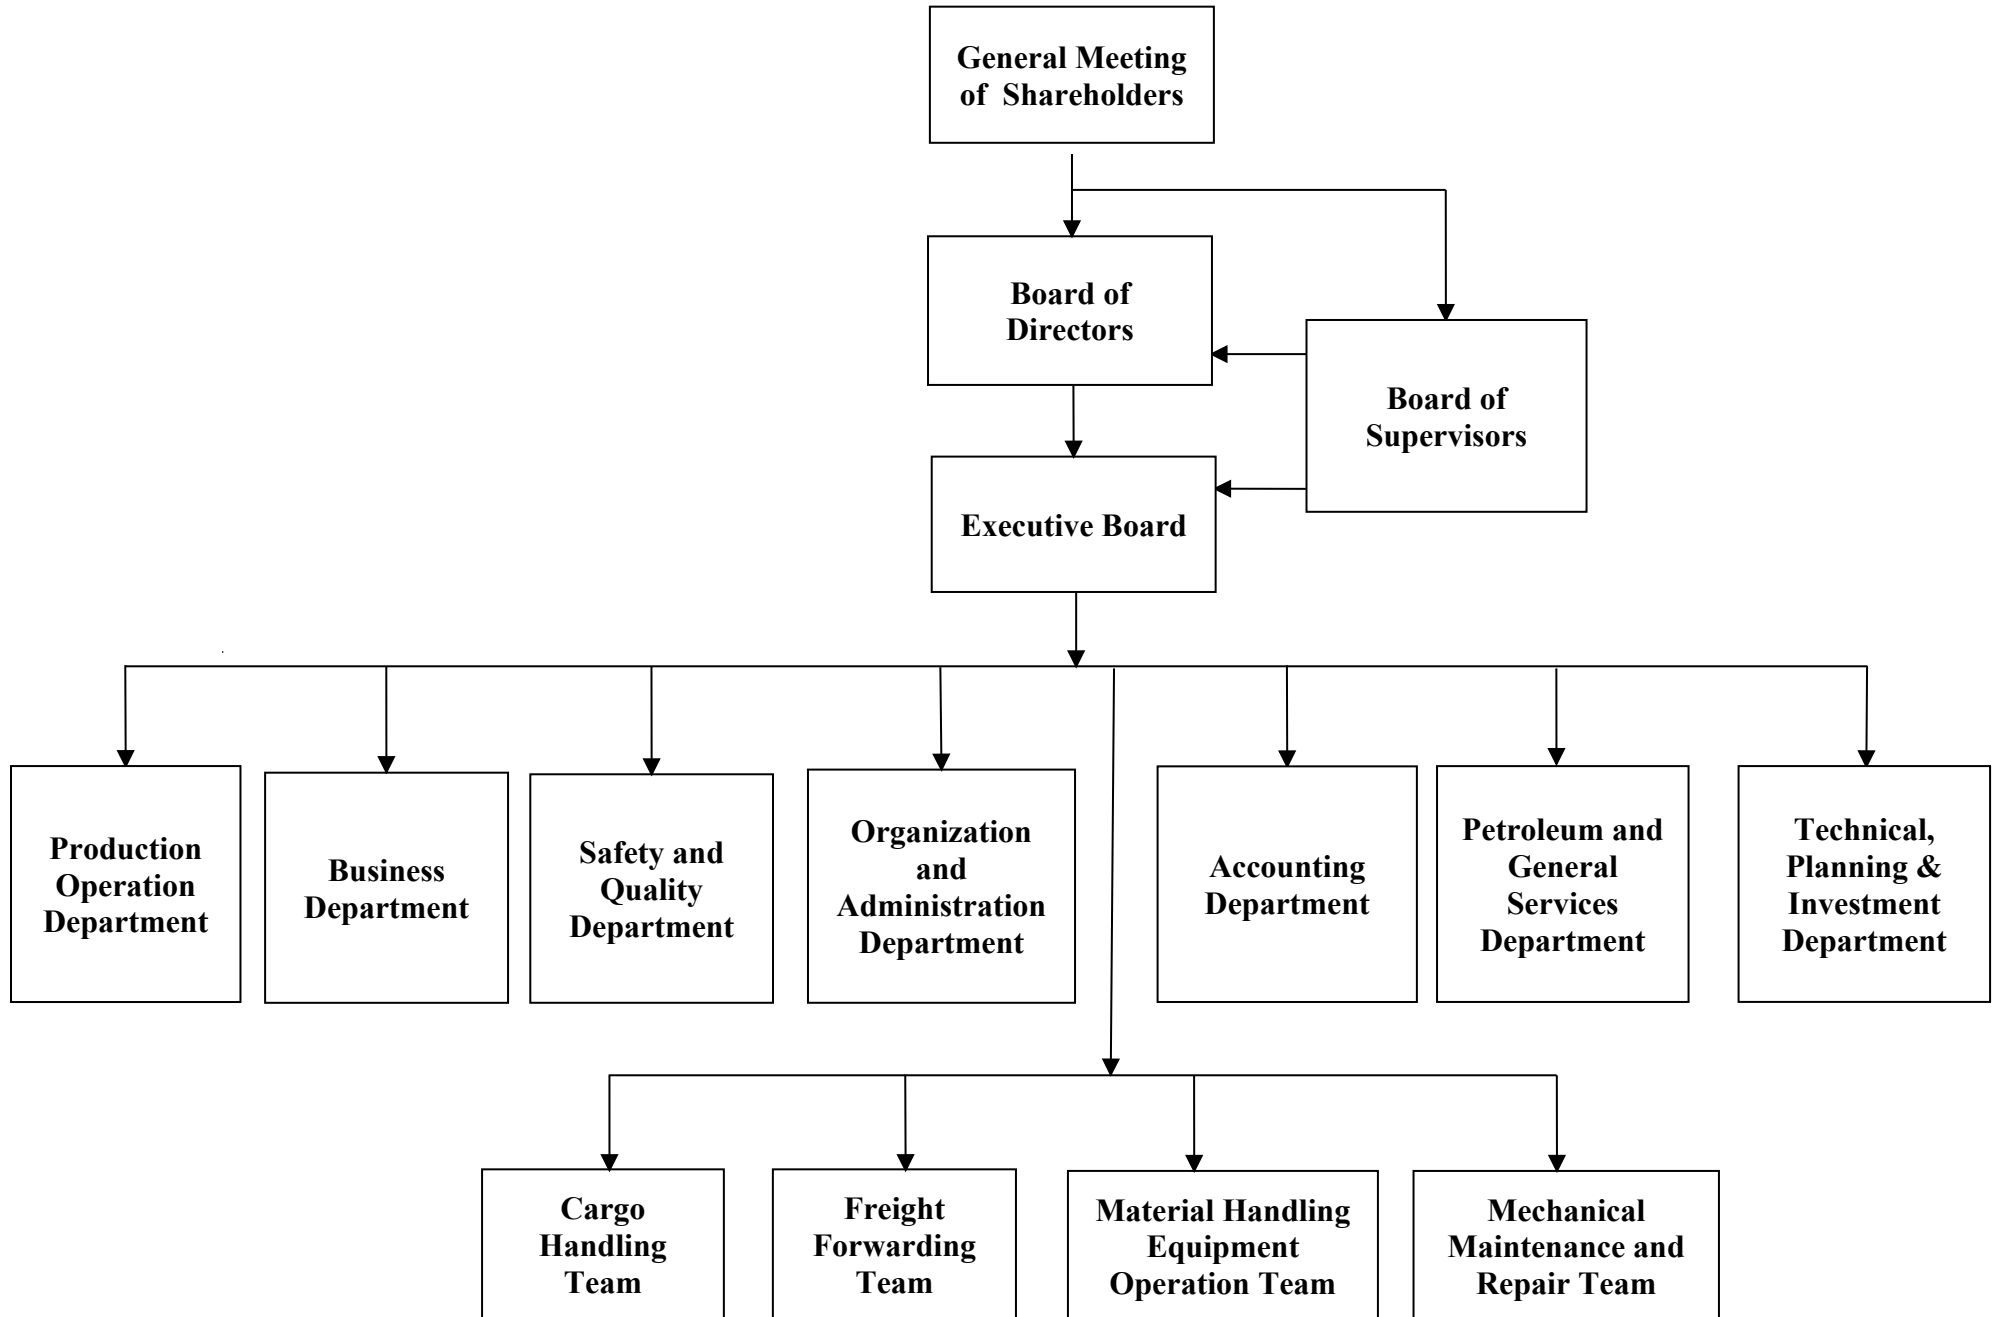 General Meeting
of Shareholders
Board of
Directors
Board of
Supervisors
Executive Board
Production
Operation
Department
Business
Department
Safety and
Quality
Department
Organization
and
Administration
Department
Accounting
Department
Petroleum and
General
Services
Department
Technical,
Planning &
Investment
Department
Cargo
Handling
Team
Freight
Forwarding
Team
Material Handling
Equipment
Operation Team
Mechanical
Maintenance and
Repair Team